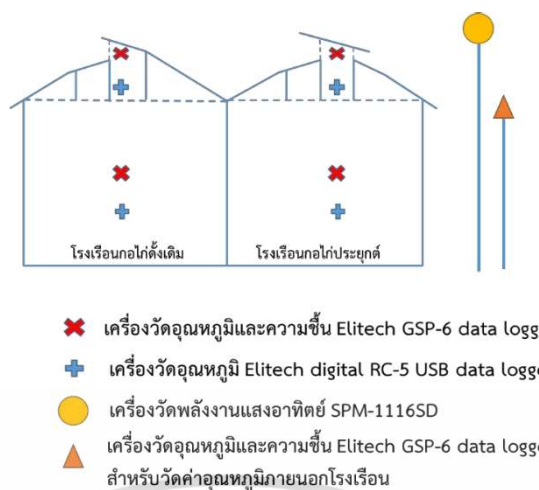 โรงเรือนกอไก่ดั้งเดิม
โรงเรือนกอไก่ประยุกต์
เครื่องวัดอุณหภูมิและความชื้น Elitech GSP-6 data logg
เครื่องวัดอุณหภูมิ Elitech digital RC-5 USB data logge
เครื่องวัดพลังงานแสงอาทิตย์ SPM-1116SD
เครื่องวัดอุณหภูมิและความชื้น Elitech GSP-6 data logge
สำหรับวัดค่าอุณหภูมิภายนอกโรงเรือน